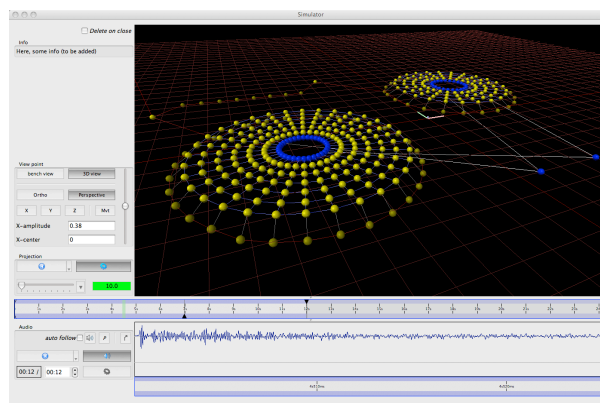 Simulator
Delete on close
Info
Here, some info (to be added)
View point
bench view
3D view
Ortho
Perspective
X
Y
Z
Mvt
X-amplitude
0.38
X-center
0
Projection
10.0
Audio
auto follow
00:12 /
00:12